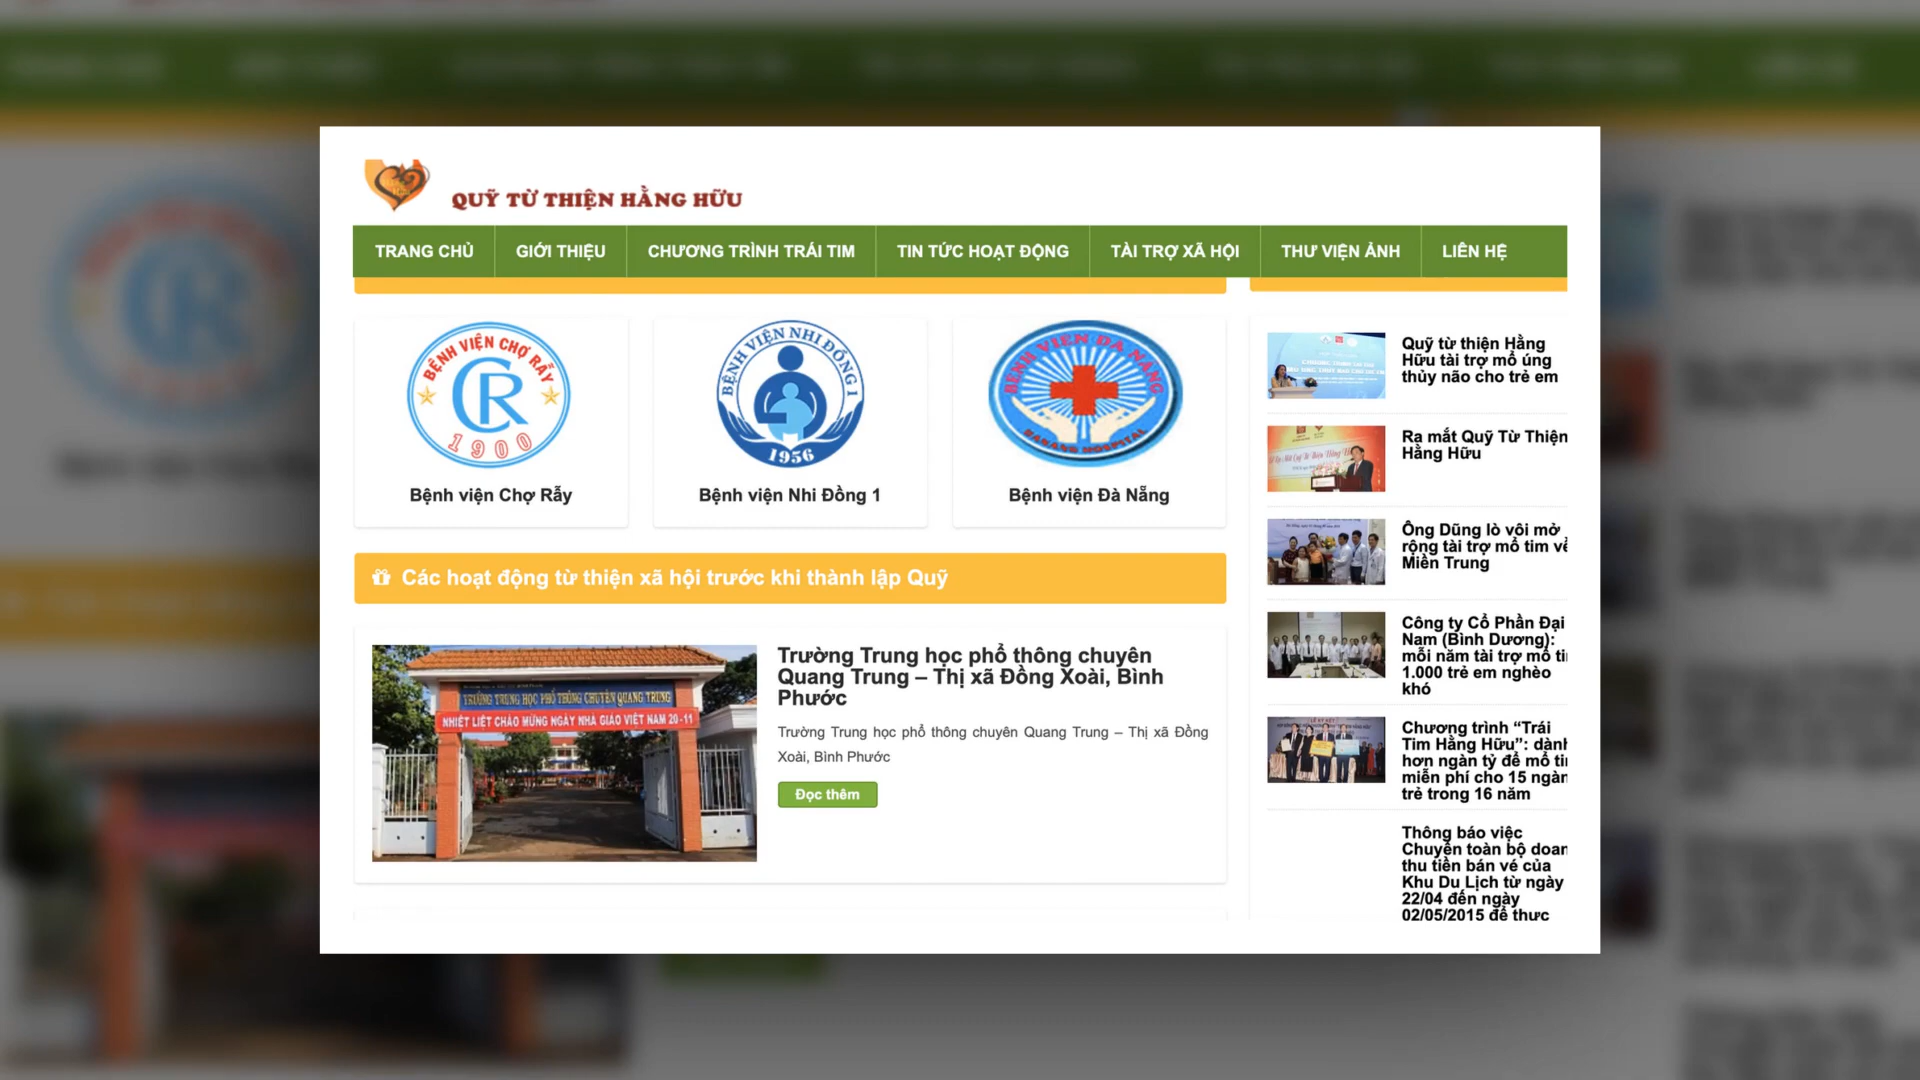 QUỸ TỪ THIỆN HẰNG HỮU
TRANG CHỦ
GIỚI THIỆU
CHƯƠNG TRÌNH TRÁI TIM
TIN TỨC HOẠT ĐỘNG
TÀI TRỢ XÃ HỘI
THƯ VIỆN ẢNH
LIÊN HỆ
BỆNH VIỆN CHỢ RẪY
CR
1900
Bệnh viện Chợ Rẫy
BỆNH VIỆN NHI ĐỒNG 1
1956
Bệnh viện Nhi Đồng 1
BỆNH VIỆN ĐÀ NẴNG
DANANG HOSPITAL
Bệnh viện Đà Nẵng
Các hoạt động từ thiện xã hội trước khi thành lập Quỹ
TRƯỜNG TRUNG HỌC PHỔ THÔNG CHUYÊN QUANG TRUNG
NHIỆT LIỆT CHÀO MỪNG NGÀY NHÀ GIÁO VIỆT NAM 20-11
Trường Trung học phổ thông chuyên
Quang Trung – Thị xã Đồng Xoài, Bình
Phước
Trường Trung học phổ thông chuyên Quang Trung – Thị xã Đồng
Xoài, Bình Phước
Đọc thêm
Quỹ từ thiện Hằng
Hữu tài trợ mổ úng
thủy não cho trẻ em
Ra mắt Quỹ Từ Thiện
Hằng Hữu
Ông Dũng lò vôi mở
rộng tài trợ mổ tim về
Miền Trung
Công ty Cổ Phần Đại
Nam (Bình Dương):
mỗi năm tài trợ mổ ti
1.000 trẻ em nghèo
khó
Chương trình “Trái
Tim Hằng Hữu”: dành
hơn ngàn tỷ để mổ ti
miễn phí cho 15 ngàn
trẻ trong 16 năm
Thông báo việc
Chuyển toàn bộ doan
thu tiền bán vé của
Khu Du Lịch từ ngày
22/04 đến ngày
02/05/2015 để thực